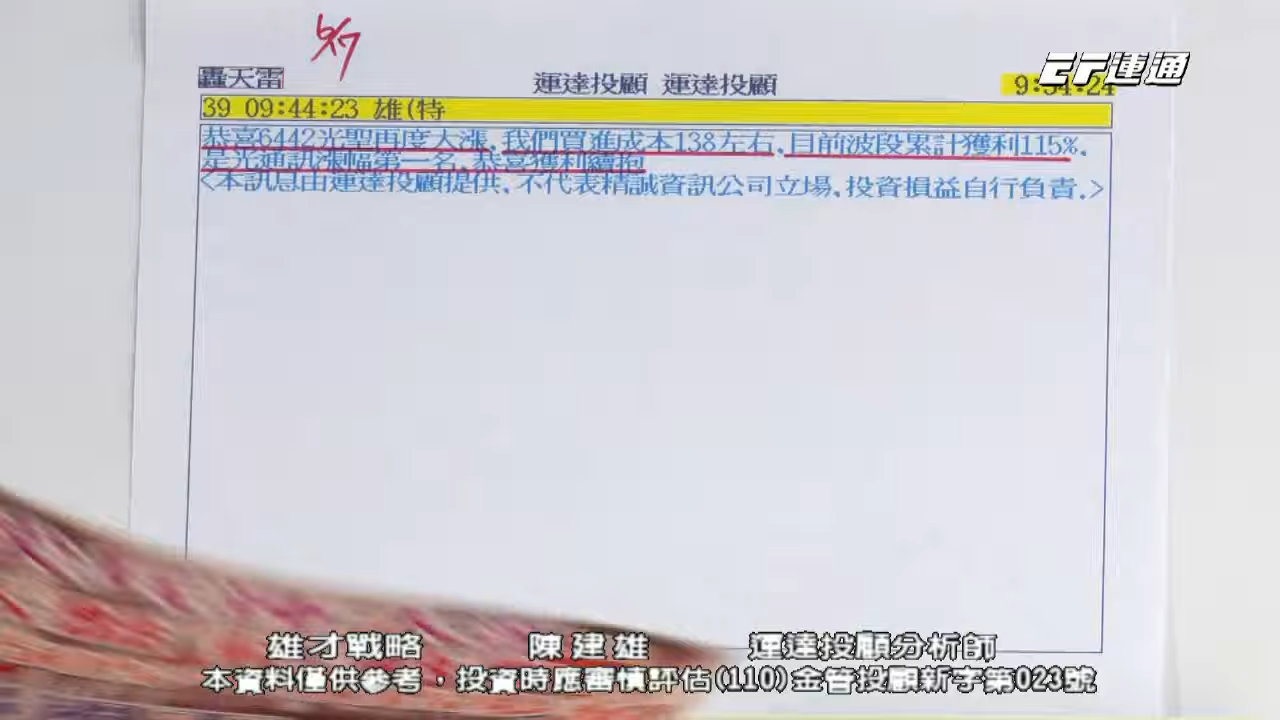 5/7
轟天雷 運達投顧 運達投顧 9:54:24
EF運通
39 09:44:23 雄(特
恭喜6442光聖再度大漲,我們買進成本138左右,目前波段累計獲利115%,
是光通訊漲幅第一名,恭喜獲利續抱
<本訊息由運達投顧提供、不代表精誠資訊公司立場、投資損益自行負責.>
雄才戰略 陳建雄 運達投顧分析師
本資料僅供參考,投資時應審慎評估(110)金管投顧新字第023號